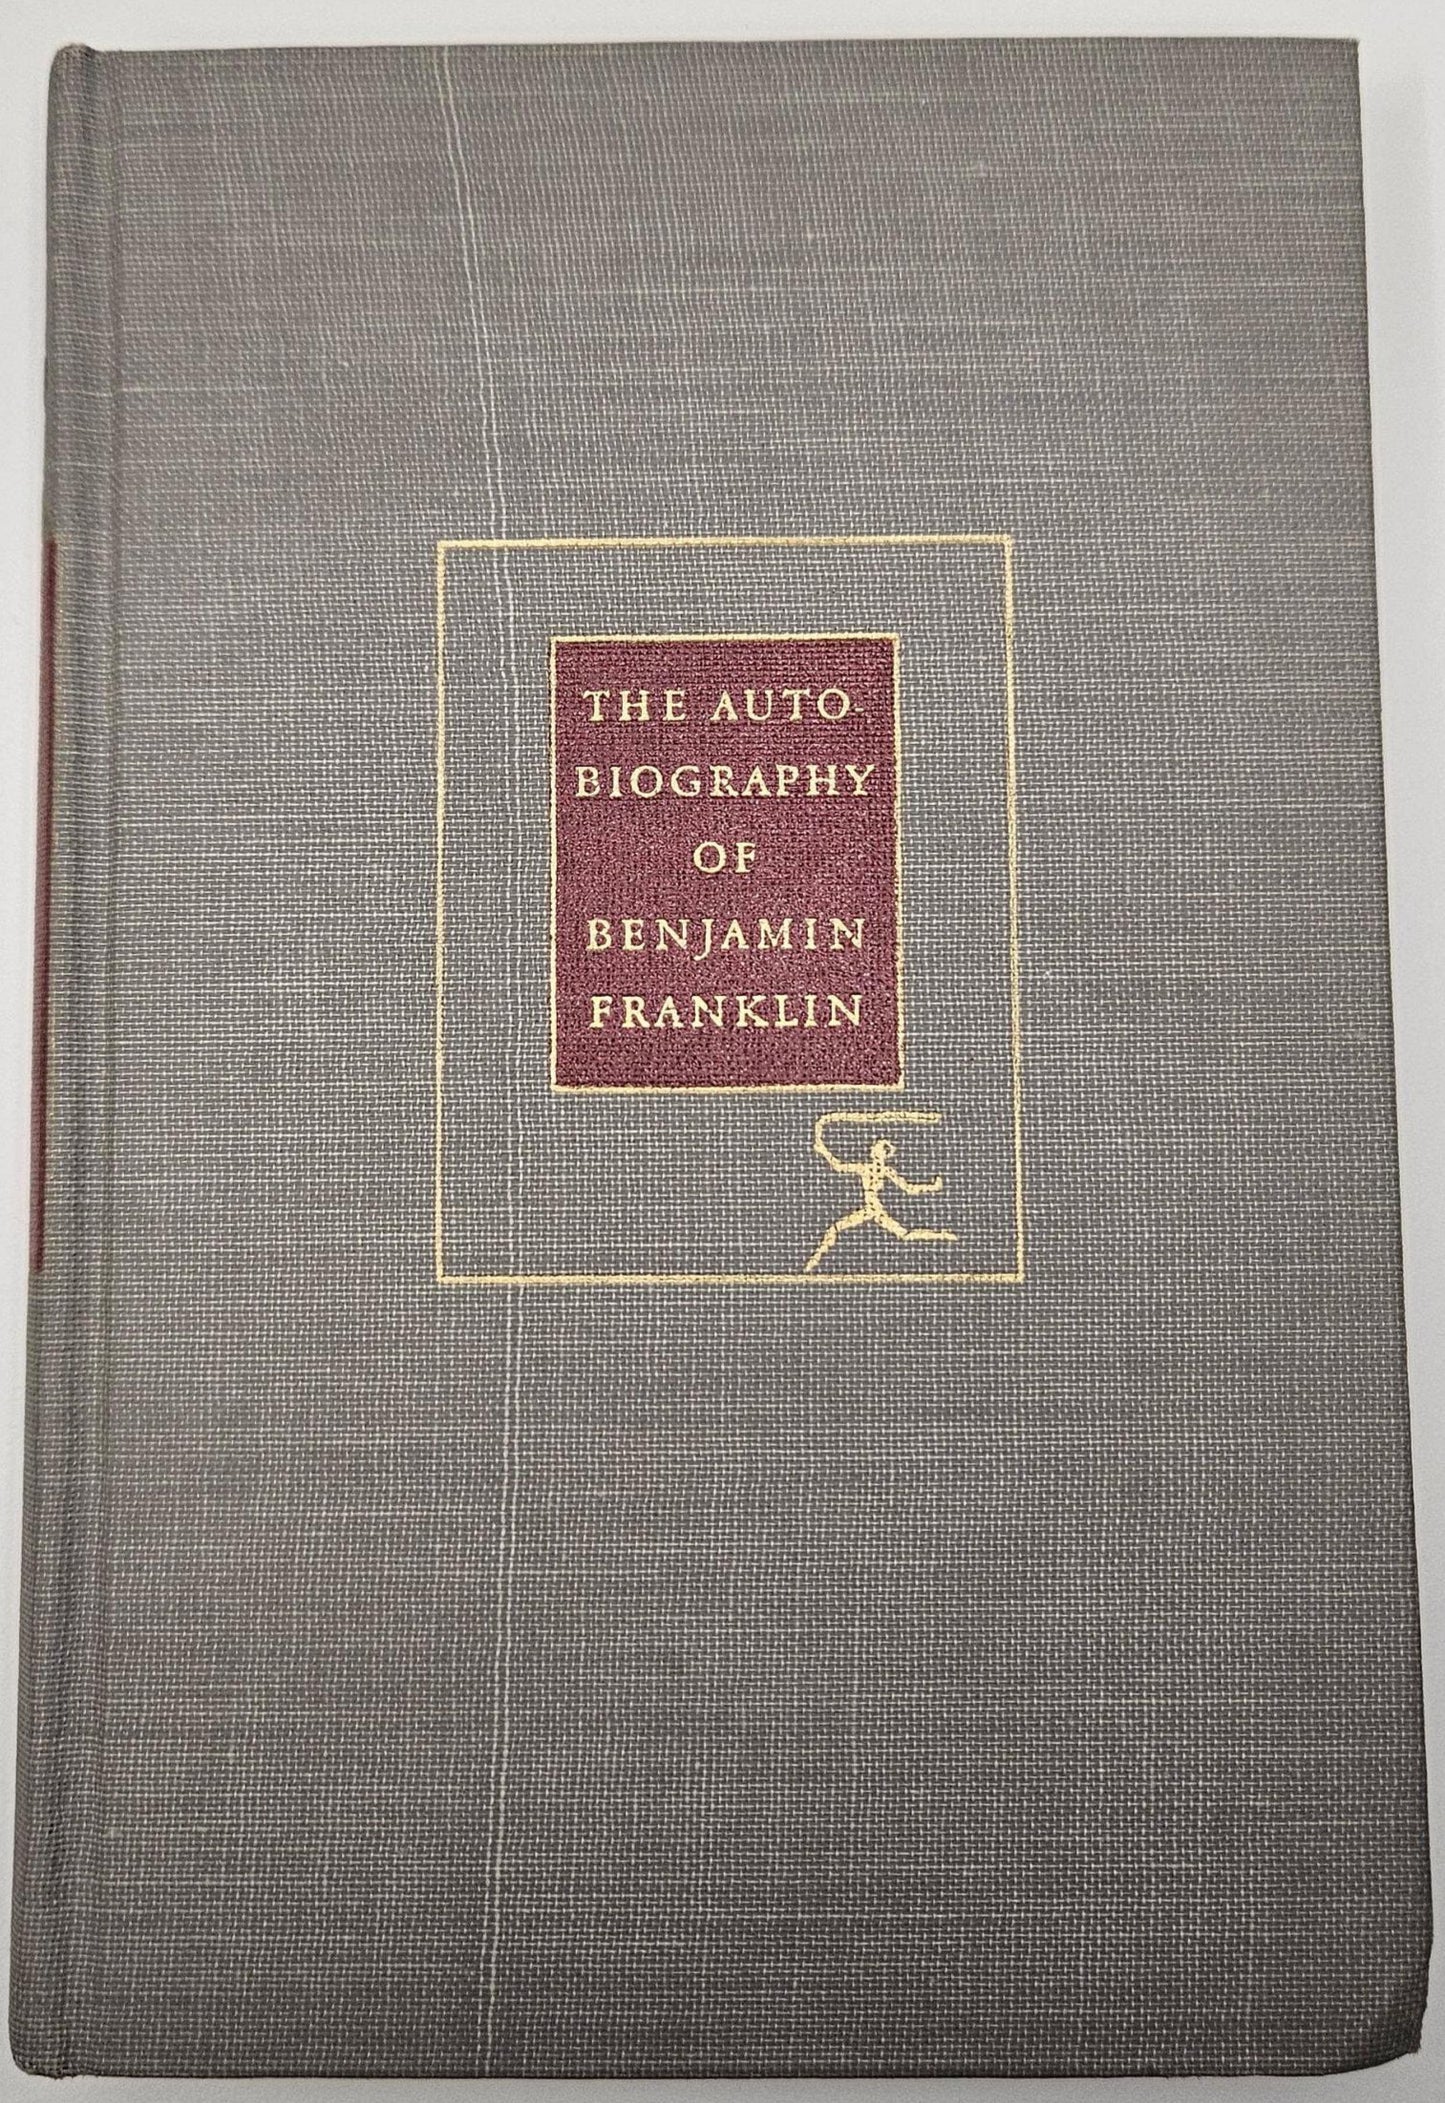 THE AUTO-
BIOGRAPHY
OF
BENJAMIN
FRANKLIN